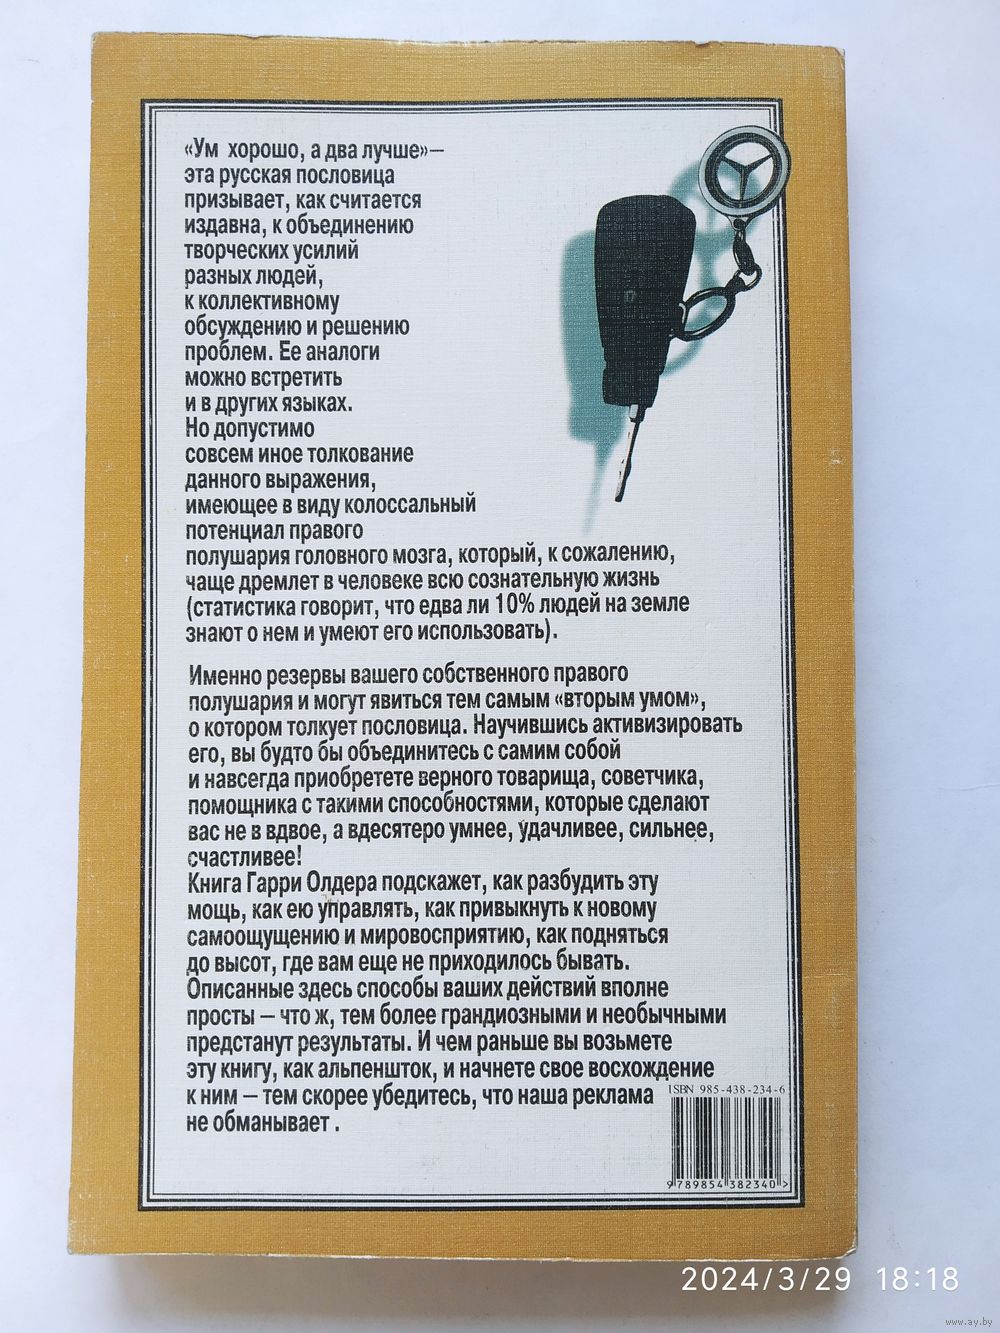 «Ум хорошо, а два лучше»—
эта русская пословица
призывает, как считается
издавна, к объединению
творческих усилий
разных людей,
к коллективному
обсуждению и решению
проблем. Ее аналоги
можно встретить
и в других языках.
Но допустимо
совсем иное толкование
данного выражения,
имеющее в виду колоссальный
потенциал правого
полушария головного мозга, который, к сожалению,
чаще дремлет в человеке всю сознательную жизнь
(статистика говорит, что едва ли 10% людей на земле
знают о нем и умеют его использовать).
Именно резервы вашего собственного правого
полушария и могут явиться тем самым «вторым умом»,
о котором толкует пословица. Научившись активизировать
его, вы будто бы объединитесь с самим собой
и навсегда приобретете верного товарища, советчика,
помощника с такими способностями, которые сделают
вас не в вдвое, а вдесятеро умнее, удачливее, сильнее,
счастливее!
Книга Гарри Олдера подскажет, как разбудить эту
мощь, как ею управлять, как привыкнуть к новому
самоощущению и мировосприятию, как подняться
до высот, где вам еще не приходилось бывать.
Описанные здесь способы ваших действий вполне
просты — что ж, тем более грандиозными и необычными
предстанут результаты. И чем раньше вы возьмете
эту книгу, как альпеншток, и начнете свое восхождение
к ним — тем скорее убедитесь, что наша реклама
не обманывает .
ISBN 985-438-234-6
9 789854 382340 >
2024/3/29 18:18
www.ay.by